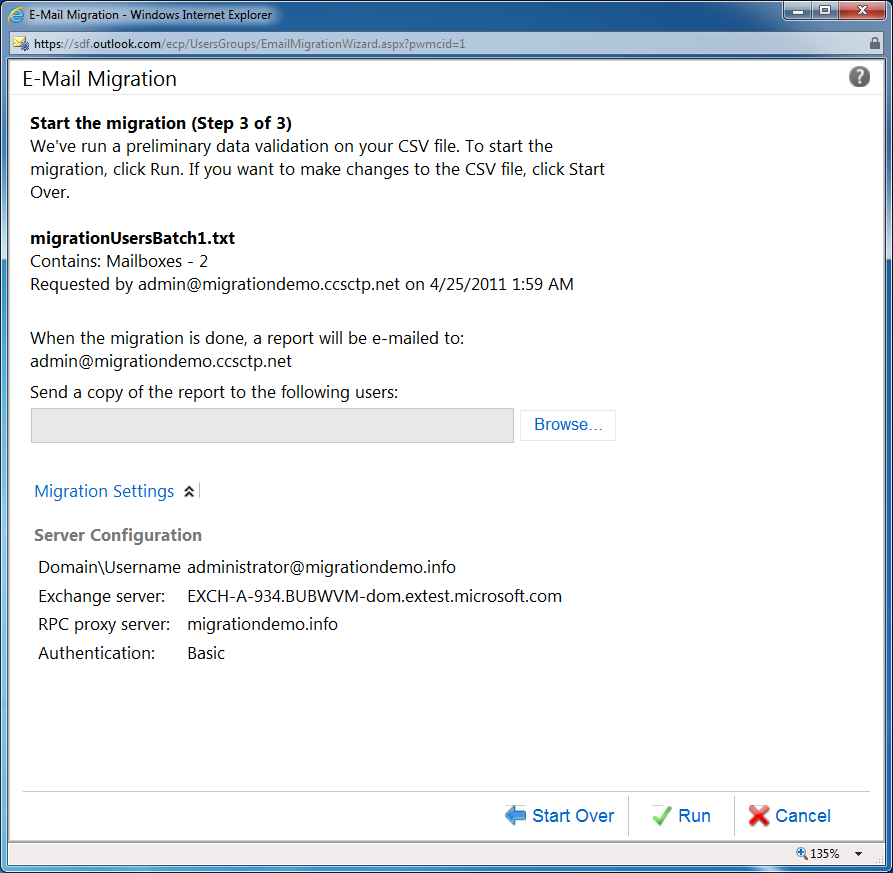 E-Mail Migration - Windows Internet Explorer
https://sdf.outlook.com/ecp/UsersGroups/EmailMigrationWizard.aspx?pwmcid=1
E-Mail Migration
?
Start the migration (Step 3 of 3)
We've run a preliminary data validation on your CSV file. To start the
migration, click Run. If you want to make changes to the CSV file, click Start
Over.
migrationUsersBatch1.txt
Contains: Mailboxes - 2
Requested by admin@migrationdemo.ccsctp.net on 4/25/2011 1:59 AM
When the migration is done, a report will be e-mailed to:
admin@migrationdemo.ccsctp.net
Send a copy of the report to the following users:
Browse...
Migration Settings
Server Configuration
Domain\Username administrator@migrationdemo.info
Exchange server: EXCH-A-934.BUBWVM-dom.extest.microsoft.com
RPC proxy server: migrationdemo.info
Authentication: Basic
Start Over Run Cancel
135%